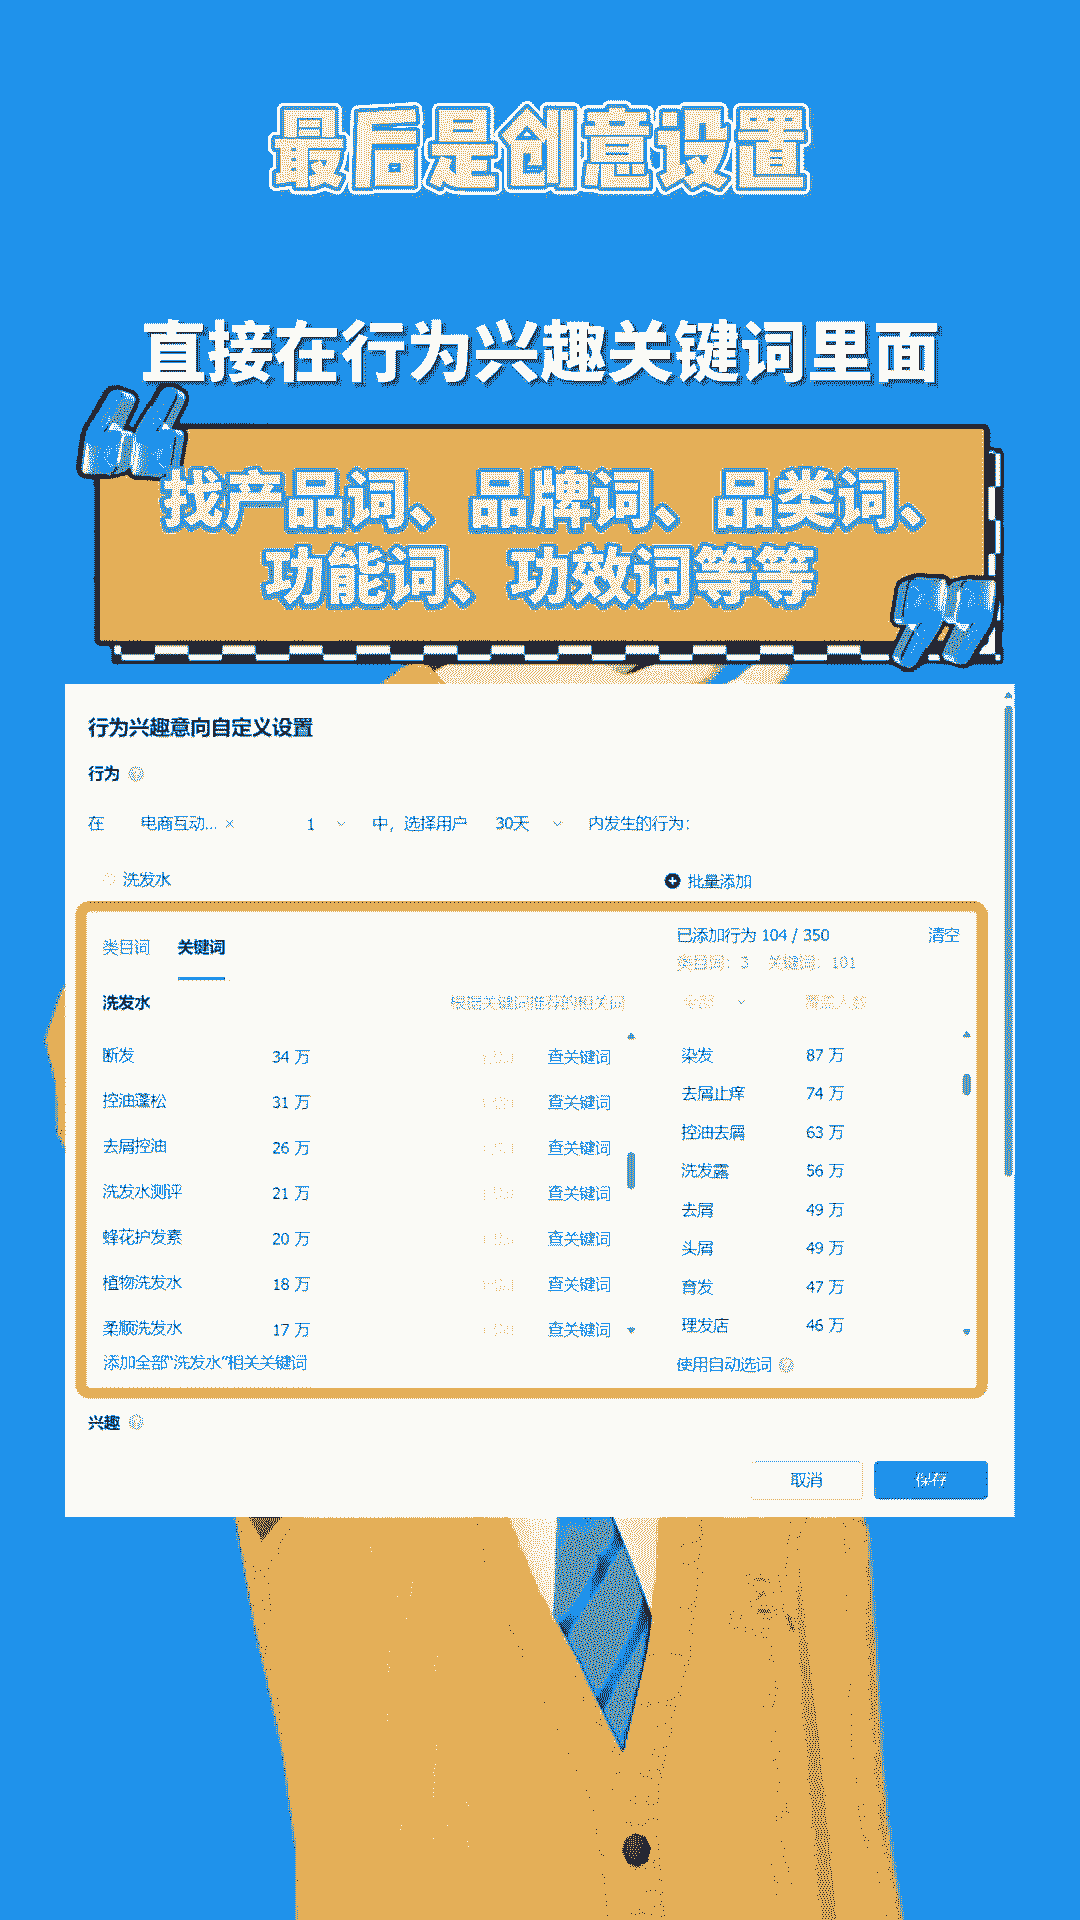 最后是创意设置
直接在行为兴趣关键词里面
找产品词、品牌词、品类词、
功能词、功效词等等
行为兴趣意向自定义设置
行为
在 电商互动... × 1 中，选择用户 30天 内发生的行为：
洗发水 批量添加
类目词 关键词 已添加行为 104 / 350 清空
类目词：3 关键词：101
洗发水 根据关键词推荐的相关词 覆盖人数
断发 34 万 查关键词 染发 87 万
控油蓬松 31 万 查关键词 去屑止痒 74 万
去屑控油 26 万 查关键词 控油去屑 63 万
洗发水测评 21 万 查关键词 洗发露 56 万
蜂花护发素 20 万 查关键词 去屑 49 万
植物洗发水 18 万 查关键词 头屑 49 万
柔顺洗发水 17 万 查关键词 育发 47 万
理发店 46 万
添加全部“洗发水”相关关键词 使用自动选词
兴趣
取消 保存